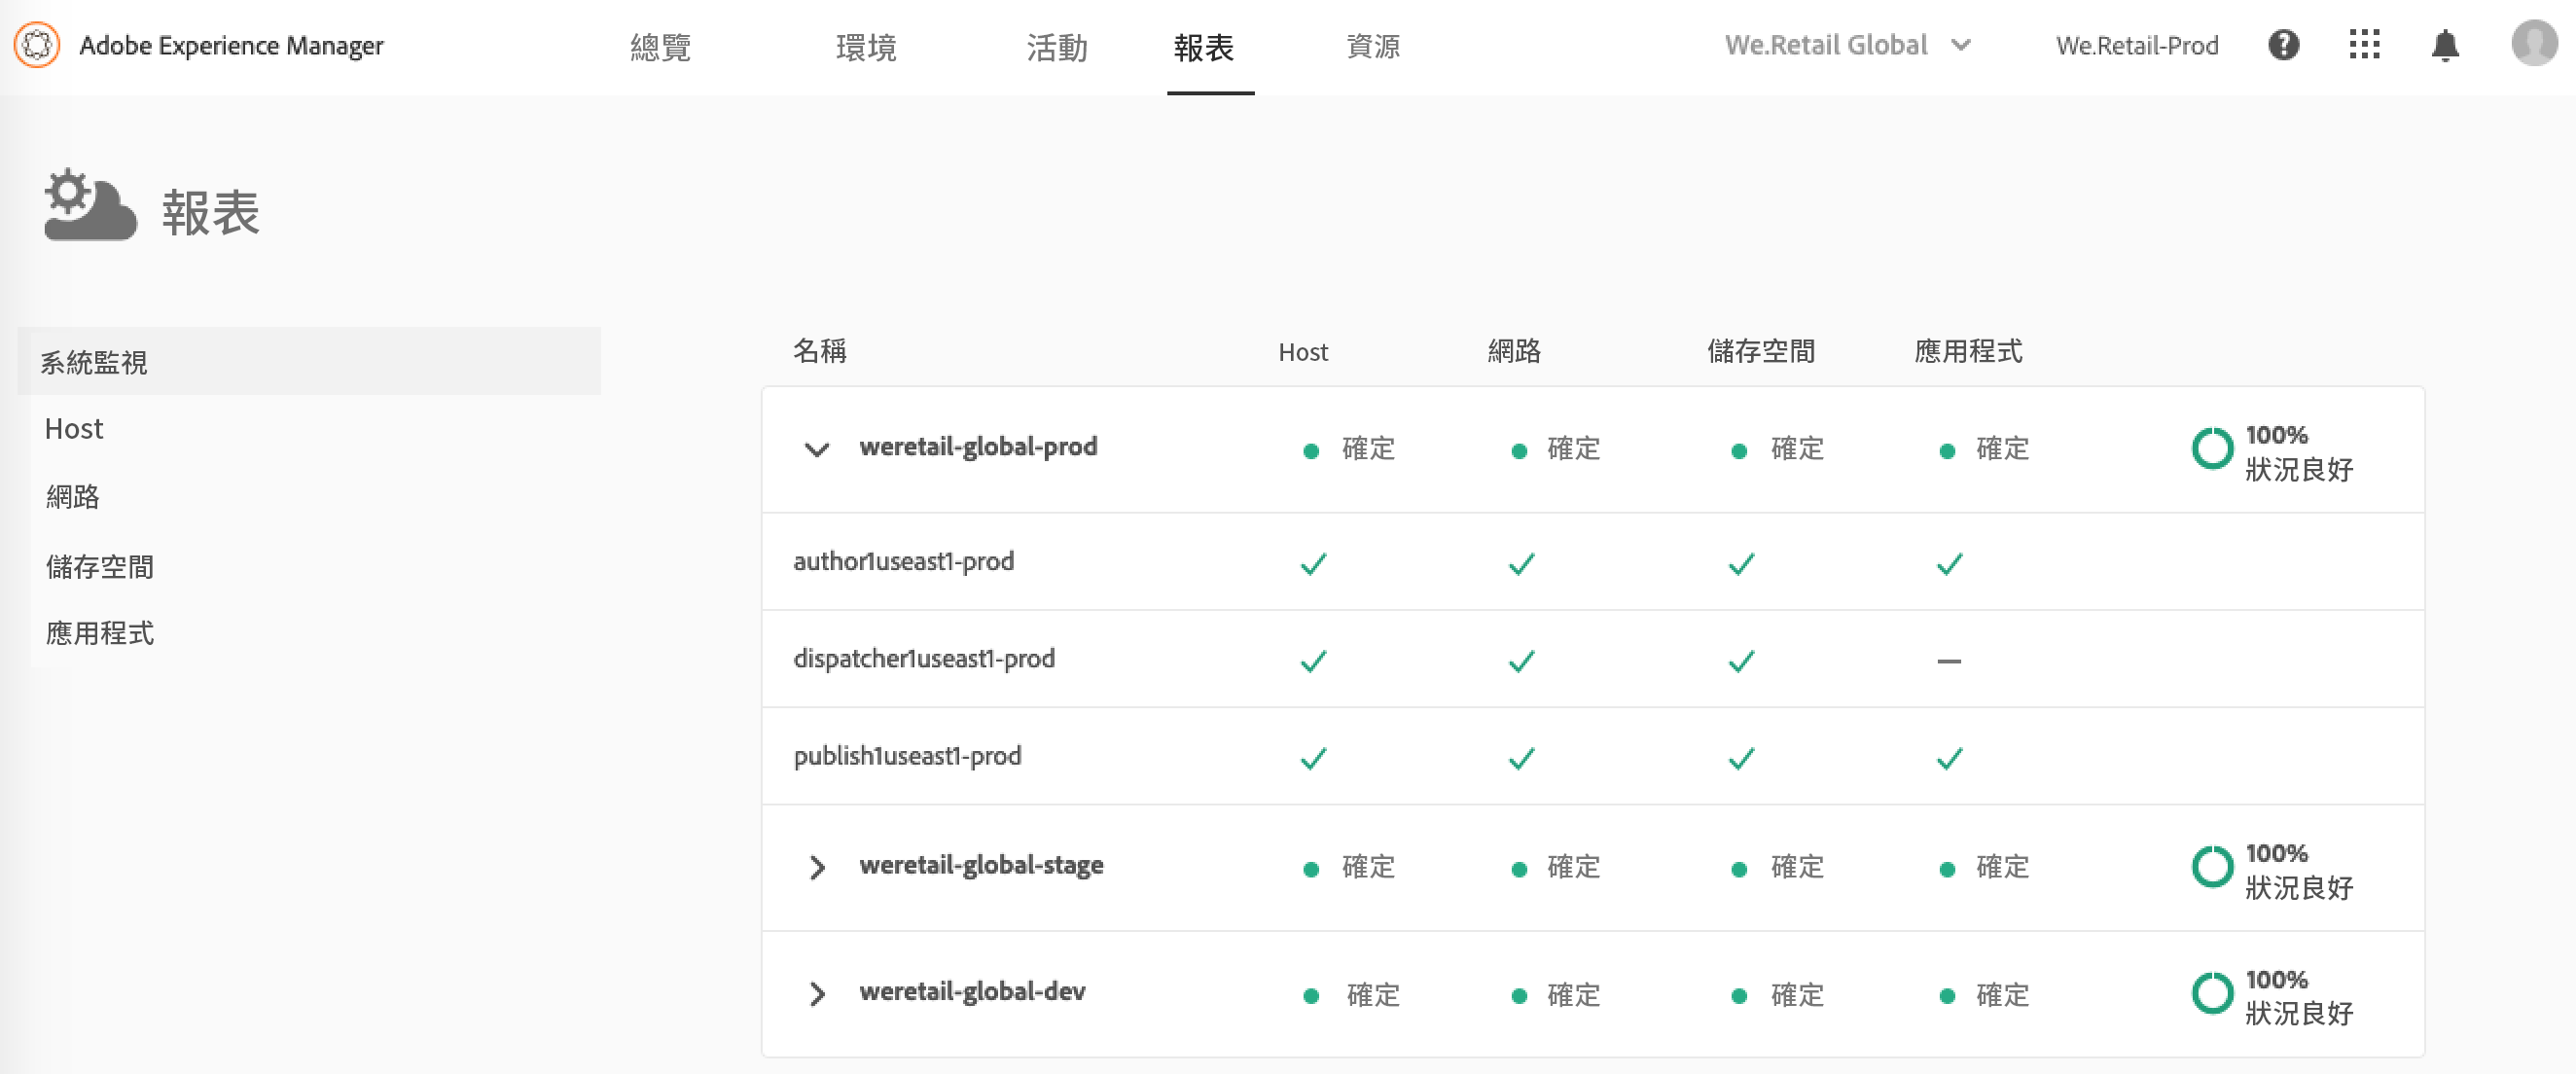 Adobe Experience Manager 總覽 環境 活動 報表 資源 We.Retail Global We.Retail-Prod
報表
系統監視
Host
網路
儲存空間
應用程式
名稱 Host 網路 儲存空間 應用程式
weretail-global-prod 確定 確定 確定 確定 100% 狀況良好
author1useast1-prod
dispatcher1useast1-prod
publish1useast1-prod
weretail-global-stage 確定 確定 確定 確定 100% 狀況良好
weretail-global-dev 確定 確定 確定 確定 100% 狀況良好